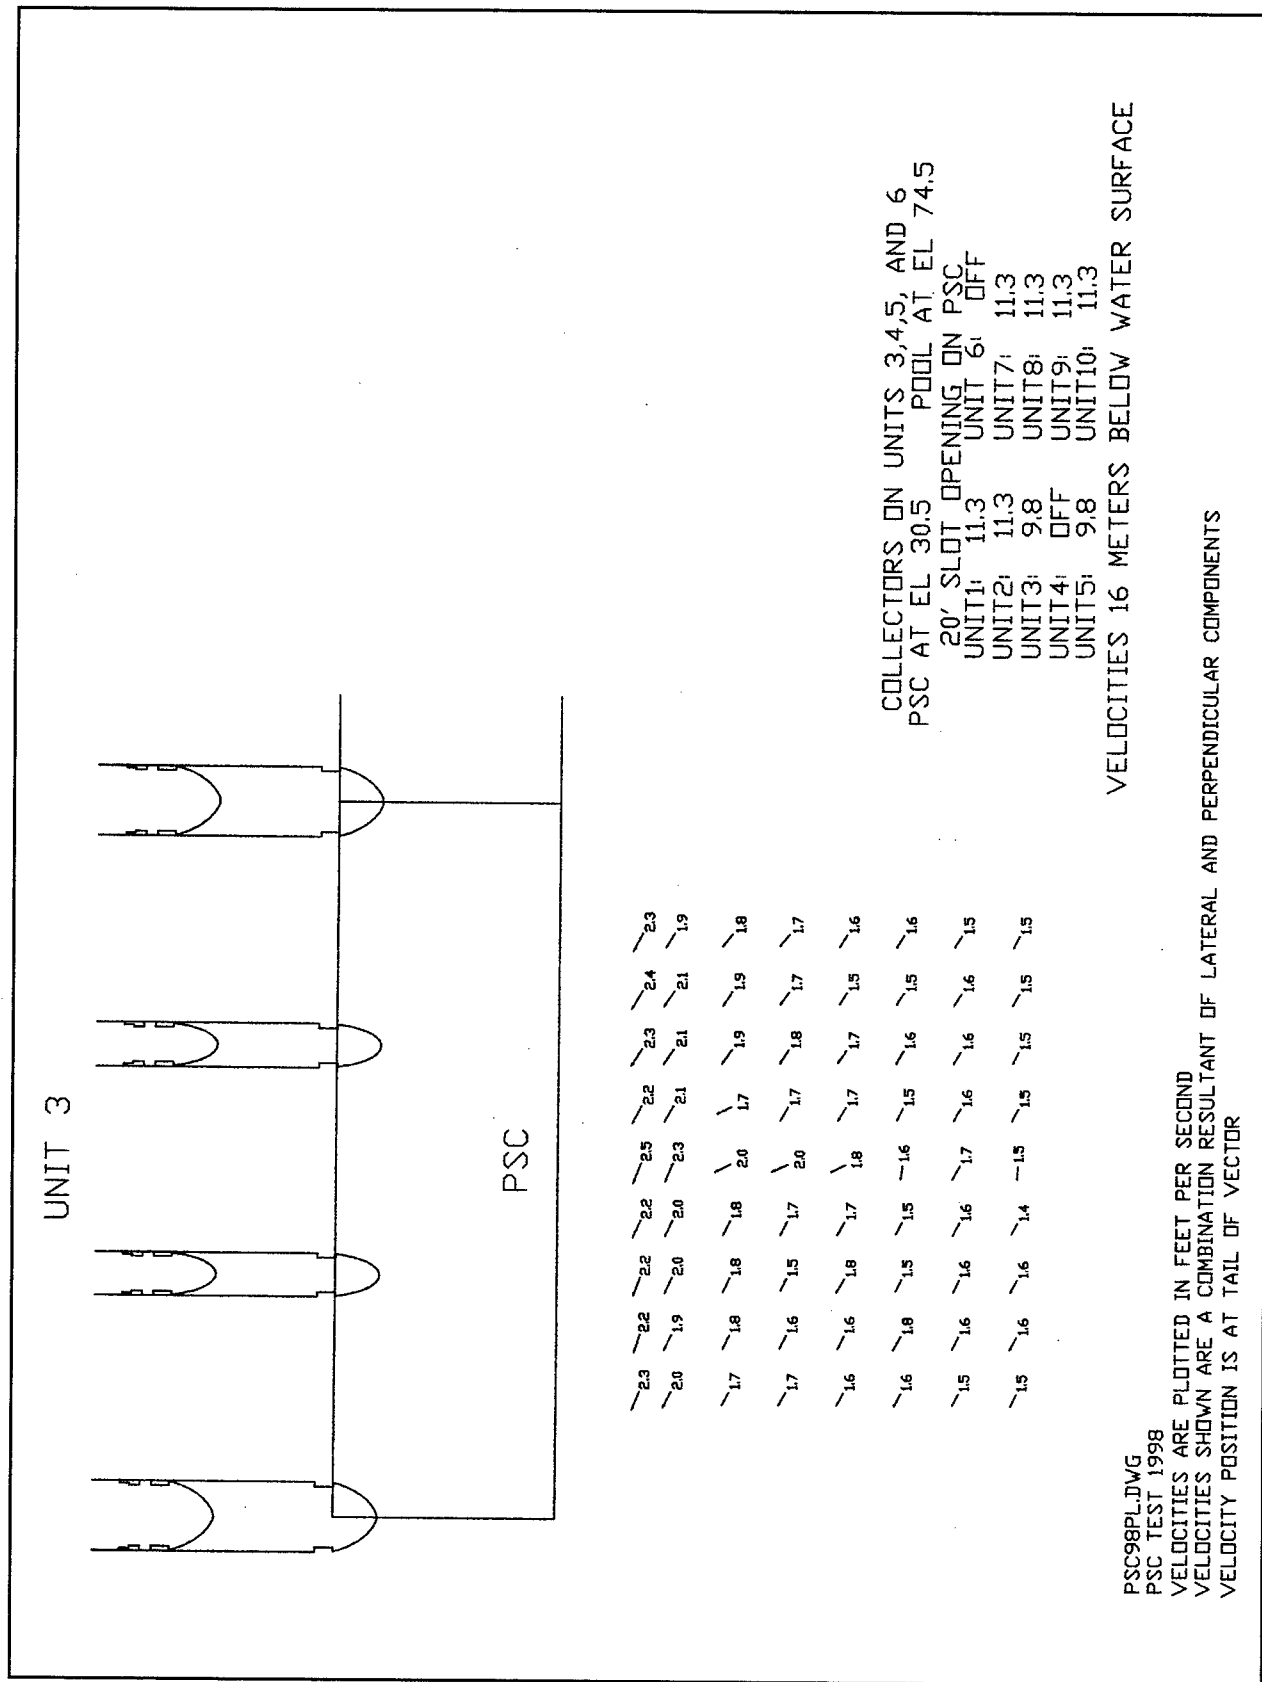 UNIT 3
PSC
2.3 2.2 2.2 2.2 2.5 2.2 2.3 2.4 2.3
2.0 1.9 2.0 2.0 2.3 2.1 2.1 2.1 1.9
1.7 1.8 1.8 1.8 2.0 1.7 1.9 1.9 1.8
1.7 1.6 1.5 1.7 2.0 1.7 1.8 1.7 1.7
1.6 1.6 1.8 1.7 1.8 1.7 1.7 1.5 1.6
1.6 1.8 1.5 1.5 1.6 1.5 1.6 1.5 1.6
1.5 1.6 1.6 1.6 1.7 1.6 1.6 1.6 1.5
1.5 1.6 1.6 1.4 1.5 1.5 1.5 1.5 1.5
COLLECTORS ON UNITS 3,4,5, AND 6
PSC AT EL 30.5 POOL AT EL 74.5
20' SLOT OPENING ON PSC
UNIT1: 11.3 UNIT 6: OFF
UNIT2: 11.3 UNIT7: 11.3
UNIT3: 9.8 UNIT8: 11.3
UNIT4: OFF UNIT9: 11.3
UNIT5: 9.8 UNIT10: 11.3
VELOCITIES 16 METERS BELOW WATER SURFACE
PSC98PL.DWG
PSC TEST 1998
VELOCITIES ARE PLOTTED IN FEET PER SECOND
VELOCITIES SHOWN ARE A COMBINATION RESULTANT OF LATERAL AND PERPENDICULAR COMPONENTS
VELOCITY POSITION IS AT TAIL OF VECTOR